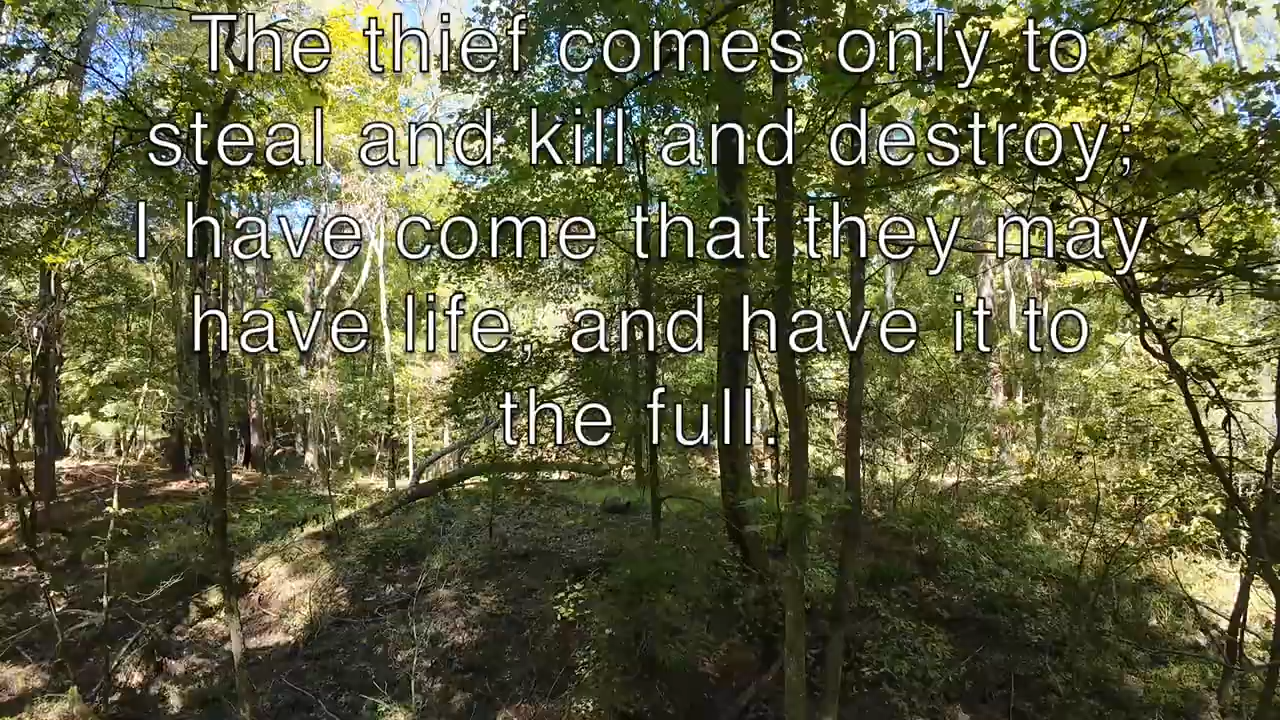 The thief comes only to
steal and kill and destroy;
I have come that they may
have life, and have it to
the full.